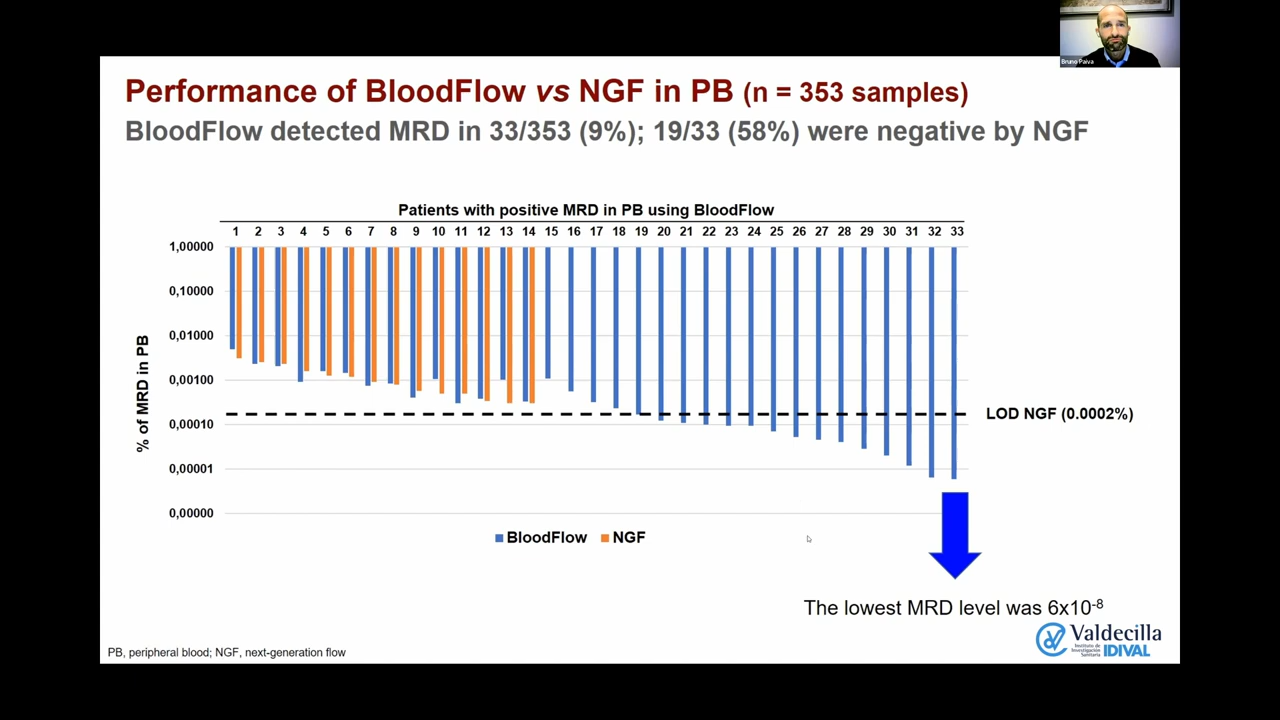 Bruno Paiva
Performance of BloodFlow vs NGF in PB (n = 353 samples)
BloodFlow detected MRD in 33/353 (9%); 19/33 (58%) were negative by NGF
Patients with positive MRD in PB using BloodFlow
1 2 3 4 5 6 7 8 9 10 11 12 13 14 15 16 17 18 19 20 21 22 23 24 25 26 27 28 29 30 31 32 33
1,00000
0,10000
0,01000
0,00100
0,00010
0,00001
0,00000
% of MRD in PB
LOD NGF (0.0002%)
BloodFlow NGF
The lowest MRD level was 6x10-8
Valdecilla
Instituto de
Investigación
Sanitaria
IDIVAL
PB, peripheral blood; NGF, next-generation flow